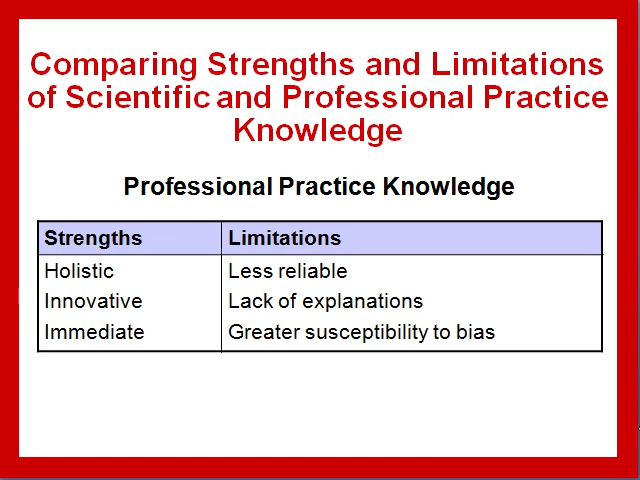 Comparing Strengths and Limitations
of Scientific and Professional Practice
Knowledge
Professional Practice Knowledge
Strengths Limitations
Holistic Less reliable
Innovative Lack of explanations
Immediate Greater susceptibility to bias